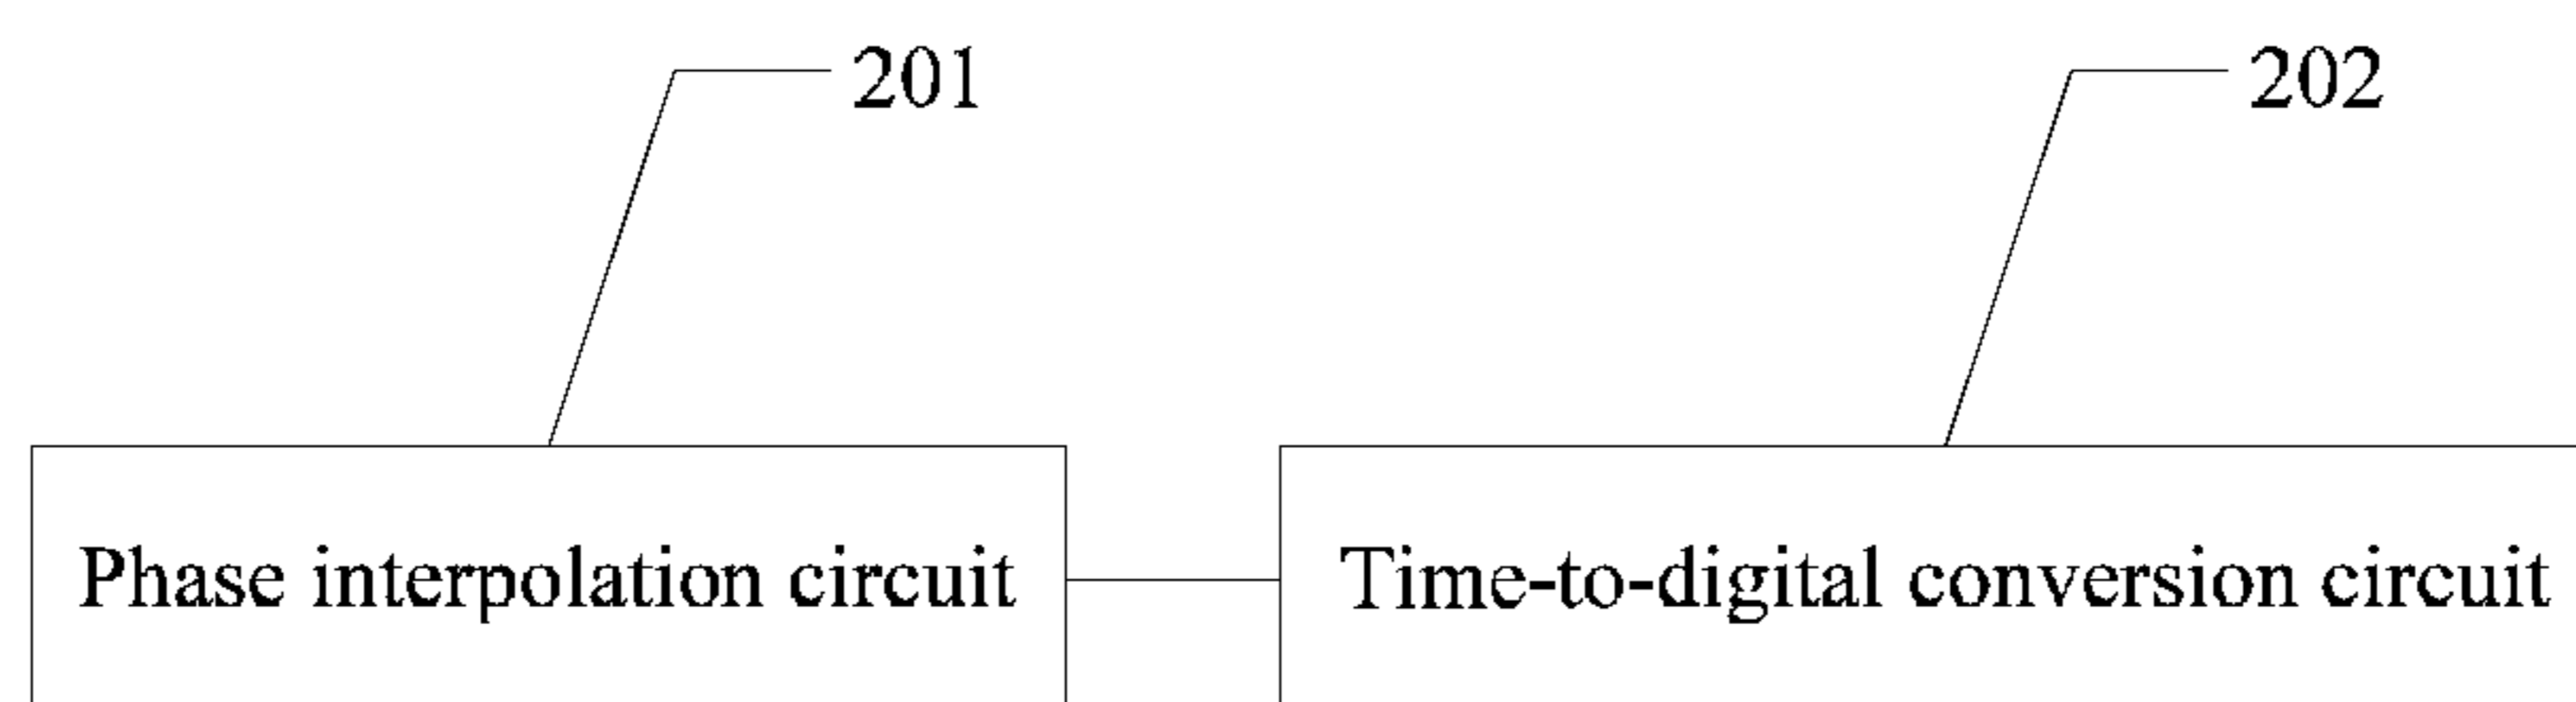 201
202
Phase interpolation circuit
Time-to-digital conversion circuit